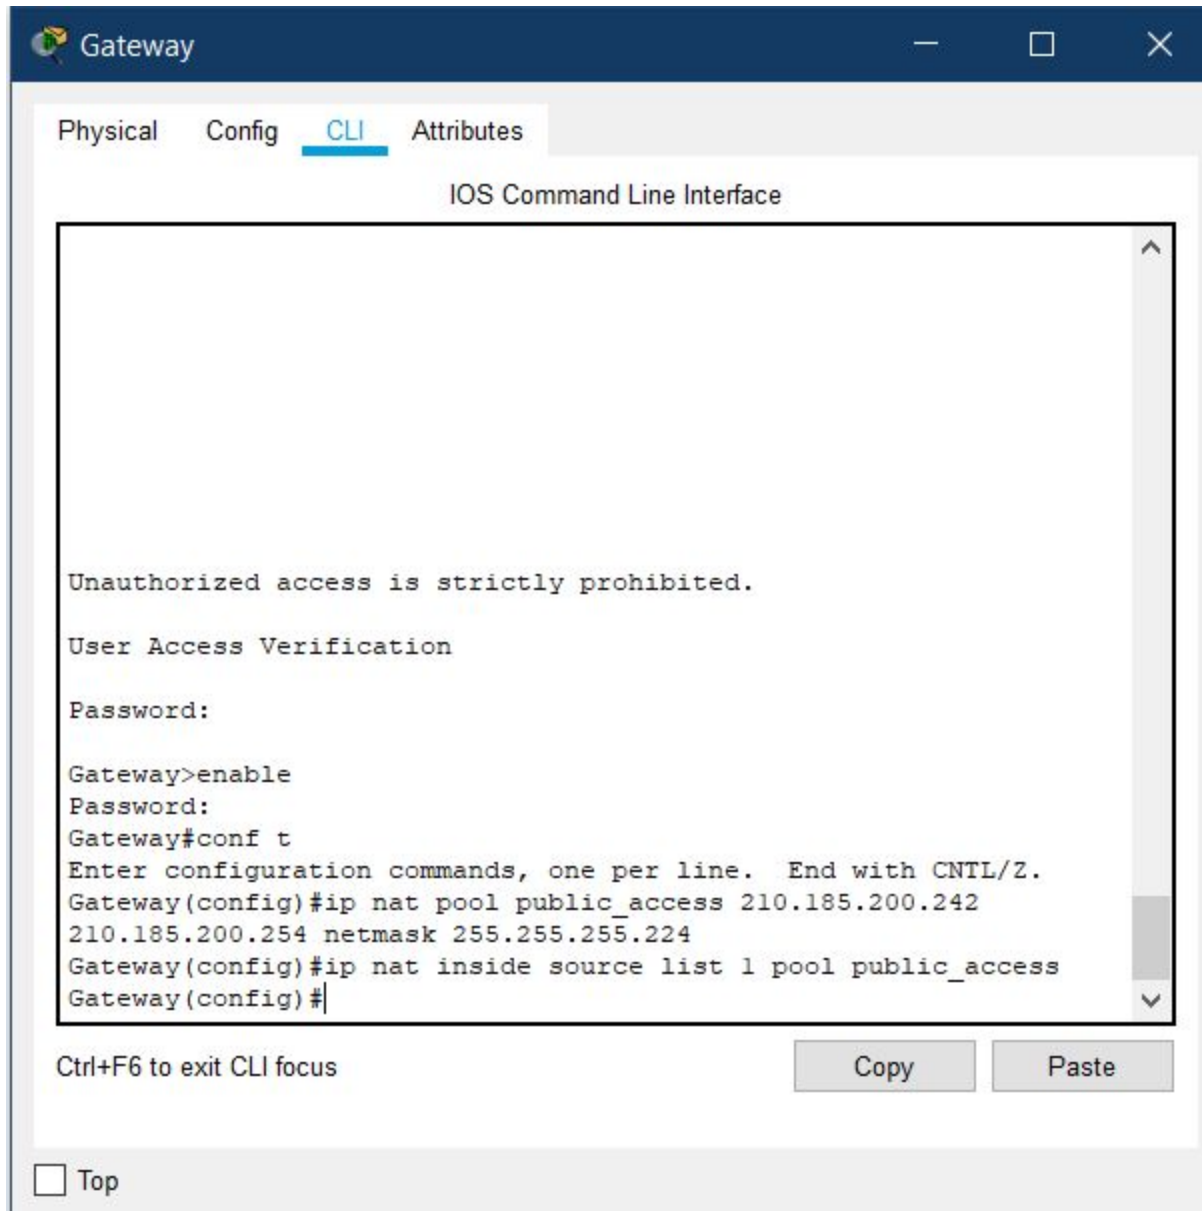 Gateway
Physical Config CLI Attributes
IOS Command Line Interface
Unauthorized access is strictly prohibited.
User Access Verification
Password:
Gateway>enable
Password:
Gateway#conf t
Enter configuration commands, one per line.  End with CNTL/Z.
Gateway(config)#ip nat pool public_access 210.185.200.242
210.185.200.254 netmask 255.255.255.224
Gateway(config)#ip nat inside source list 1 pool public_access
Gateway(config)#
Ctrl+F6 to exit CLI focus
Copy Paste
Top